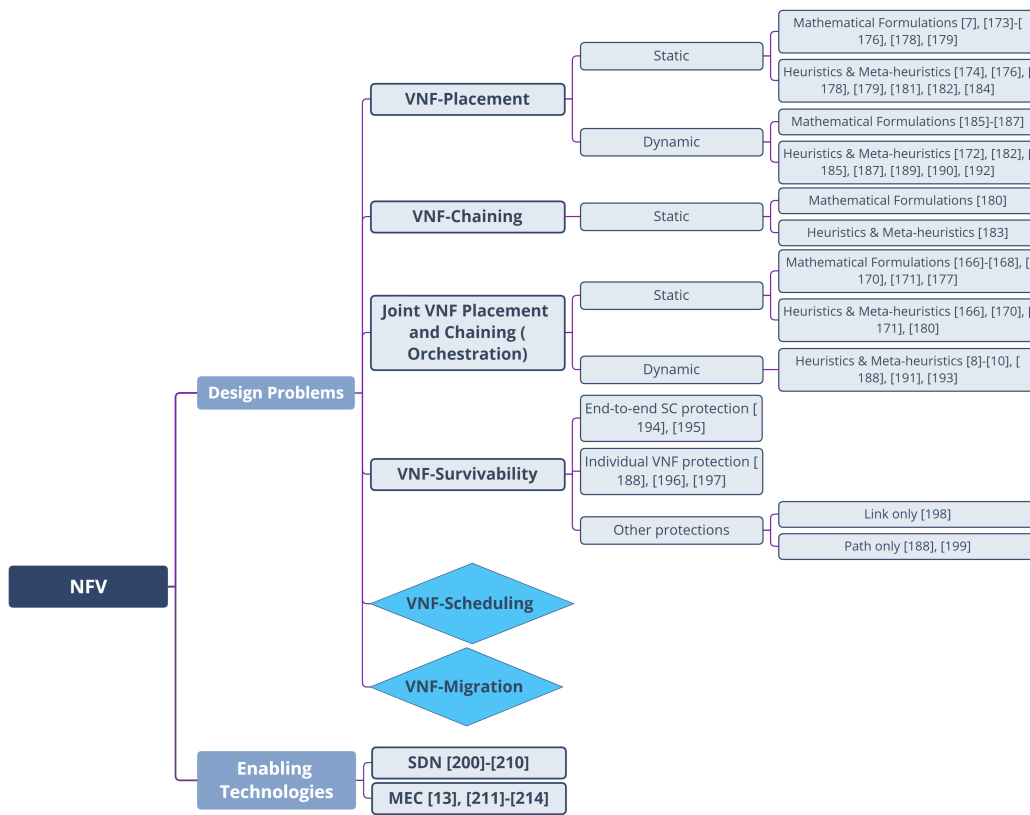 Mathematical Formulations [7], [173]-[
176], [178], [179]
Static
Heuristics & Meta-heuristics [174], [176], [
178], [179], [181], [182], [184]
VNF-Placement
Mathematical Formulations [185]-[187]
Dynamic
Heuristics & Meta-heuristics [172], [182], [
185], [187], [189], [190], [192]
Mathematical Formulations [180]
VNF-Chaining
Static
Heuristics & Meta-heuristics [183]
Mathematical Formulations [166]-[168], [
170], [171], [177]
Static
Heuristics & Meta-heuristics [166], [170], [
171], [180]
Joint VNF Placement
and Chaining (
Orchestration)
Dynamic
Heuristics & Meta-heuristics [8]-[10], [
188], [191], [193]
Design Problems
End-to-end SC protection [
194], [195]
VNF-Survivability
Individual VNF protection [
188], [196], [197]
Other protections
Link only [198]
Path only [188], [199]
NFV
VNF-Scheduling
VNF-Migration
Enabling
Technologies
SDN [200]-[210]
MEC [13], [211]-[214]